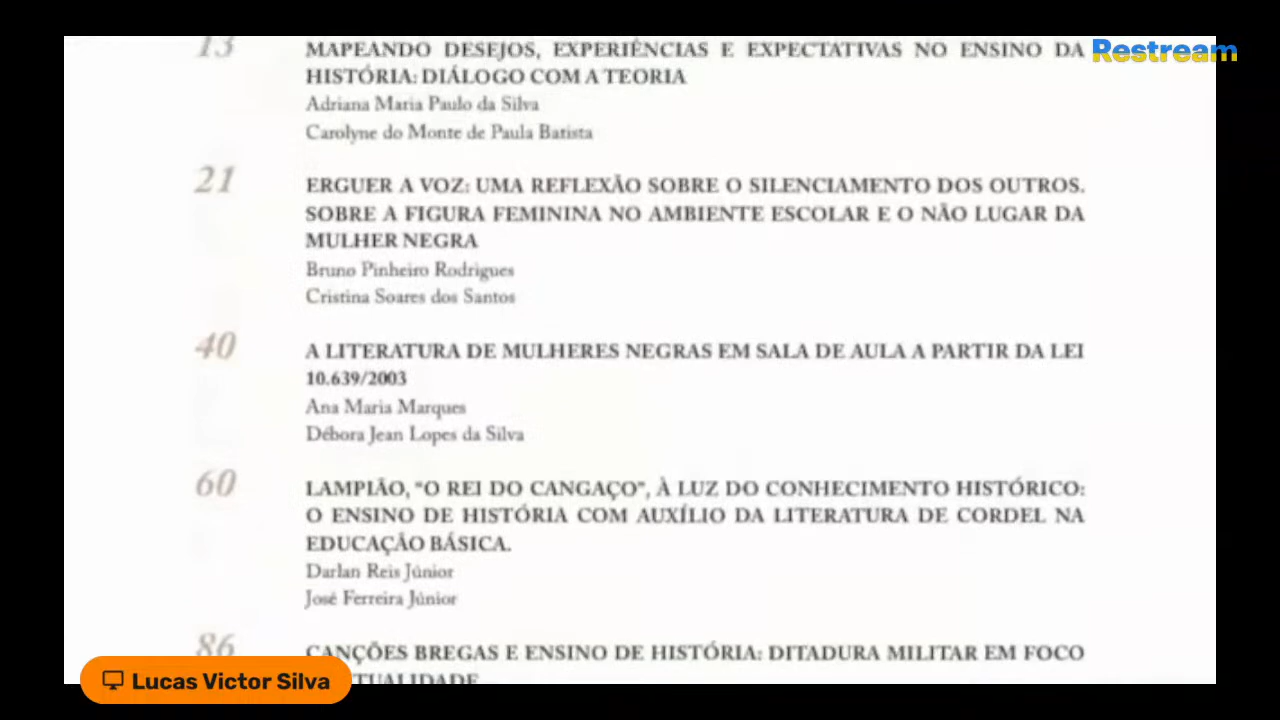 Restream
13
MAPEANDO DESEJOS, EXPERIÊNCIAS E EXPECTATIVAS NO ENSINO DA
HISTÓRIA: DIÁLOGO COM A TEORIA
Adriana Maria Paulo da Silva
Carolyne do Monte de Paula Batista
21
ERGUER A VOZ: UMA REFLEXÃO SOBRE O SILENCIAMENTO DOS OUTROS.
SOBRE A FIGURA FEMININA NO AMBIENTE ESCOLAR E O NÃO LUGAR DA
MULHER NEGRA
Bruno Pinheiro Rodrigues
Cristina Soares dos Santos
40
A LITERATURA DE MULHERES NEGRAS EM SALA DE AULA A PARTIR DA LEI
10.639/2003
Ana Maria Marques
Débora Jean Lopes da Silva
60
LAMPIÃO, "O REI DO CANGAÇO", À LUZ DO CONHECIMENTO HISTÓRICO:
O ENSINO DE HISTÓRIA COM AUXÍLIO DA LITERATURA DE CORDEL NA
EDUCAÇÃO BÁSICA.
Darlan Reis Júnior
José Ferreira Júnior
86
CANÇÕES BREGAS E ENSINO DE HISTÓRIA: DITADURA MILITAR EM FOCO
Lucas Victor Silva